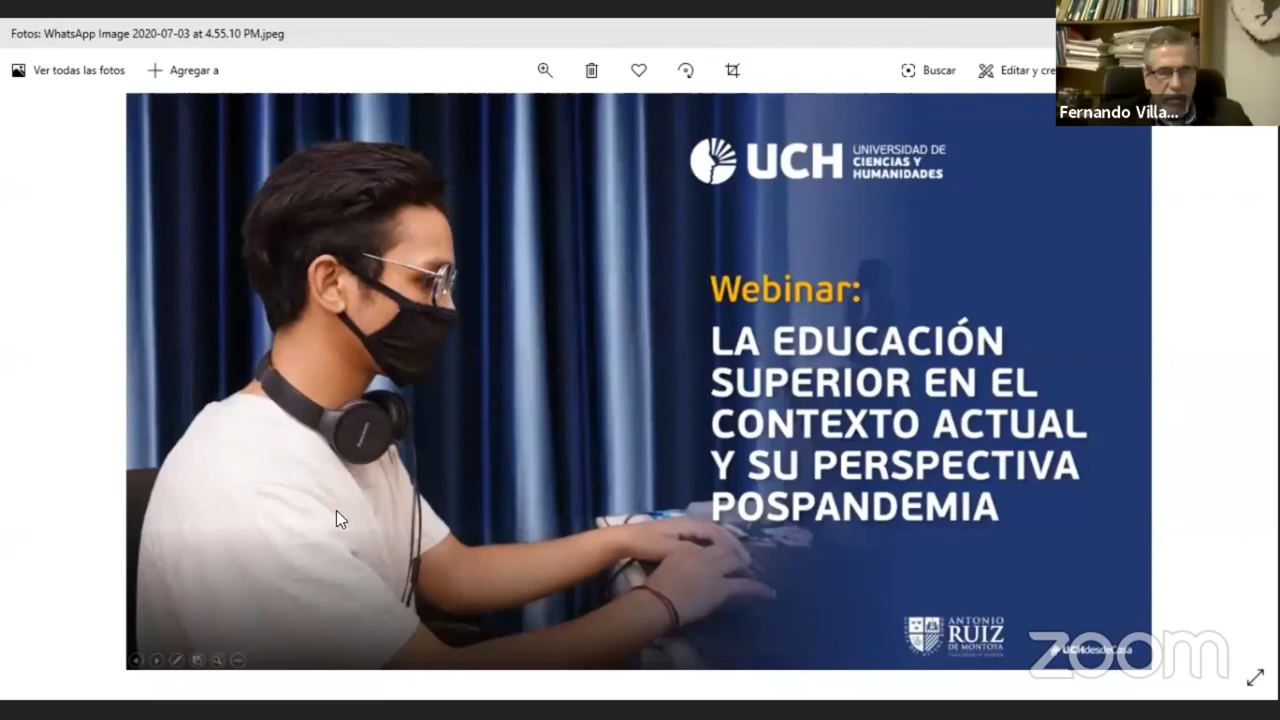 Fotos: WhatsApp Image 2020-07-03 at 4.55.10 PM.jpeg
Ver todas las fotos
Agregar a
Buscar
Editar y cre
Fernando Villa...
UCH
UNIVERSIDAD DE
CIENCIAS Y
HUMANIDADES
Webinar:
LA EDUCACIÓN
SUPERIOR EN EL
CONTEXTO ACTUAL
Y SU PERSPECTIVA
POSPANDEMIA
ANTONIO
RUIZ
DE MONTOYA
#UCHdesdeCasa
zoom